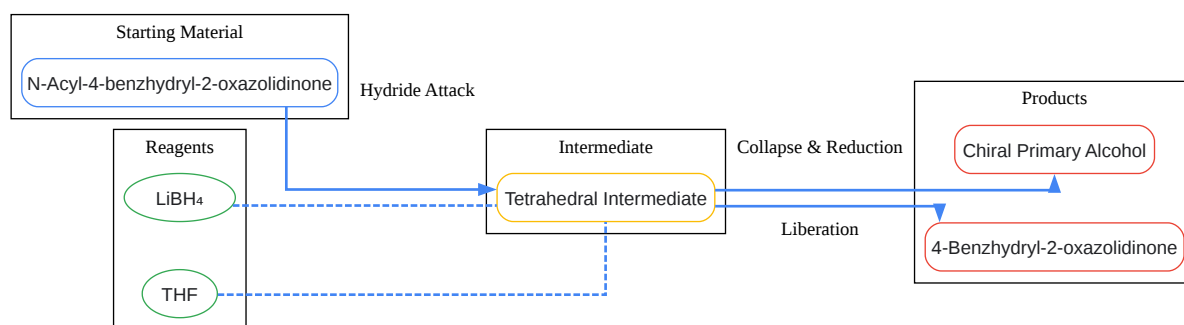 Starting Material
N-Acyl-4-benzhydryl-2-oxazolidinone
Hydride Attack
Reagents
LiBH₄
THF
Intermediate
Tetrahedral Intermediate
Collapse & Reduction
Liberation
Products
Chiral Primary Alcohol
4-Benzhydryl-2-oxazolidinone